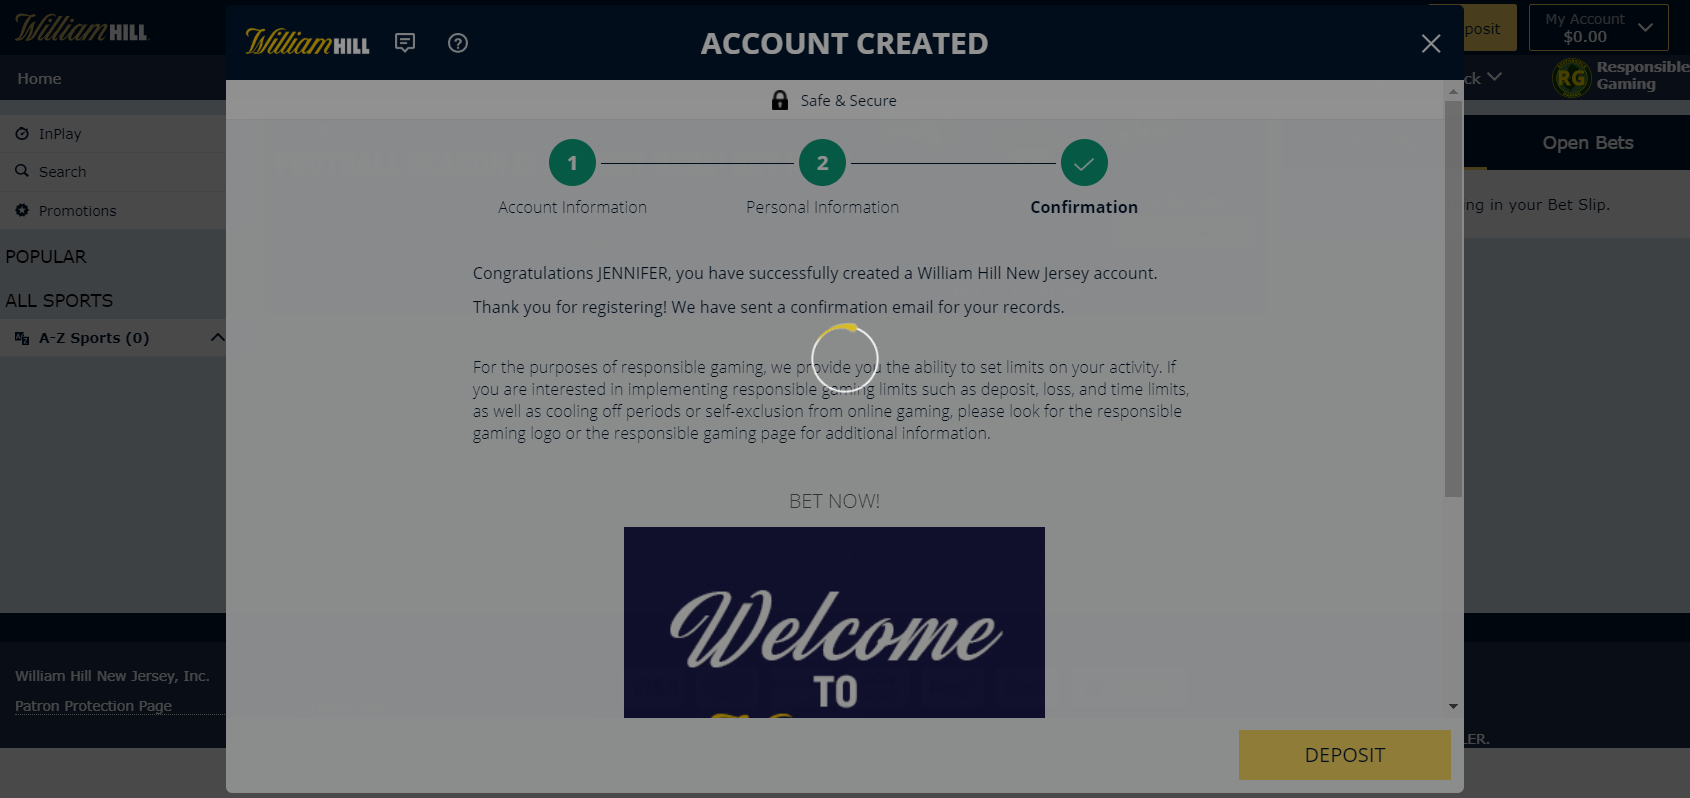 William HILL
William HILL
ACCOUNT CREATED
My Account
$0.00
posit
Home
ck
RG
Responsible
Gaming
Safe & Secure
InPlay
Search
Promotions
POPULAR
ALL SPORTS
A-Z Sports (0)
1
2
Account Information
Personal Information
Confirmation
Open Bets
ng in your Bet Slip.
Congratulations JENNIFER, you have successfully created a William Hill New Jersey account.
Thank you for registering! We have sent a confirmation email for your records.
For the purposes of responsible gaming, we provide you the ability to set limits on your activity. If
you are interested in implementing responsible gaming limits such as deposit, loss, and time limits,
as well as cooling off periods or self-exclusion from online gaming, please look for the responsible
gaming logo or the responsible gaming page for additional information.
BET NOW!
Welcome
TO
William Hill New Jersey, Inc.
Patron Protection Page
LER.
DEPOSIT